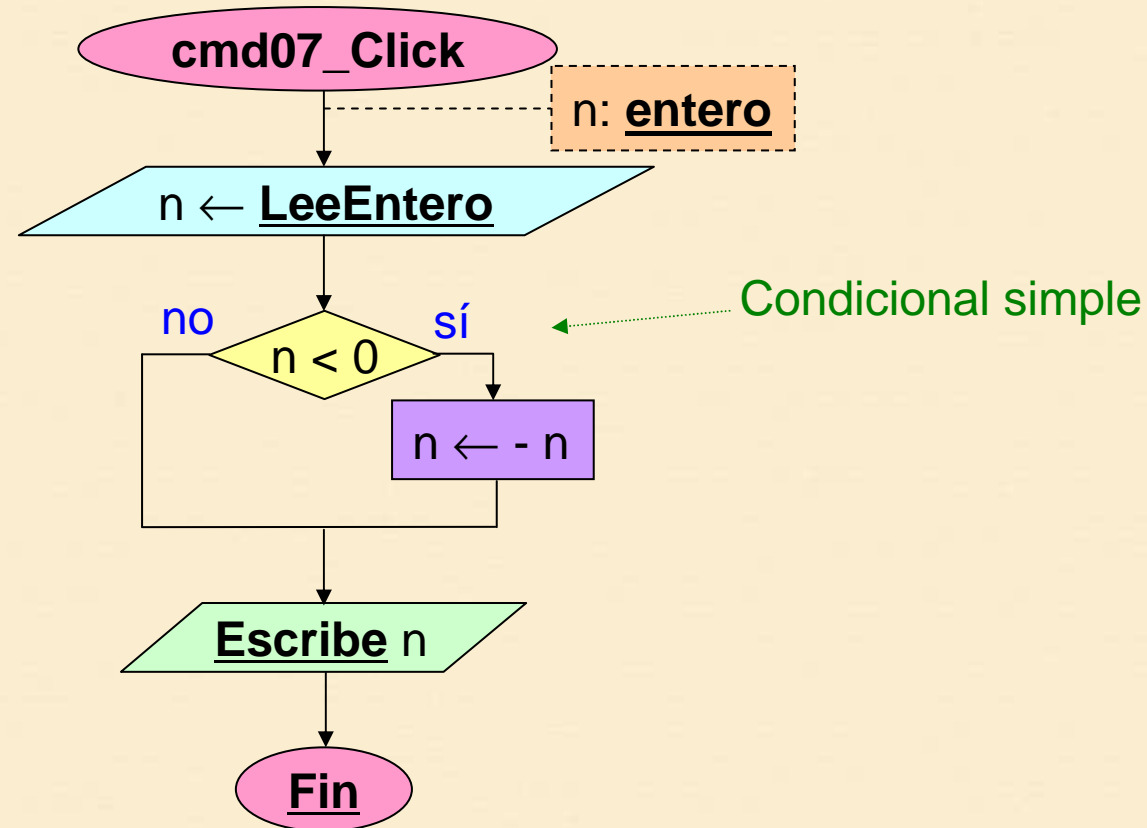 cmd07_Click
n: entero
n ← LeeEntero
Condicional simple
no
sí
n < 0
n ← - n
Escribe n
Fin